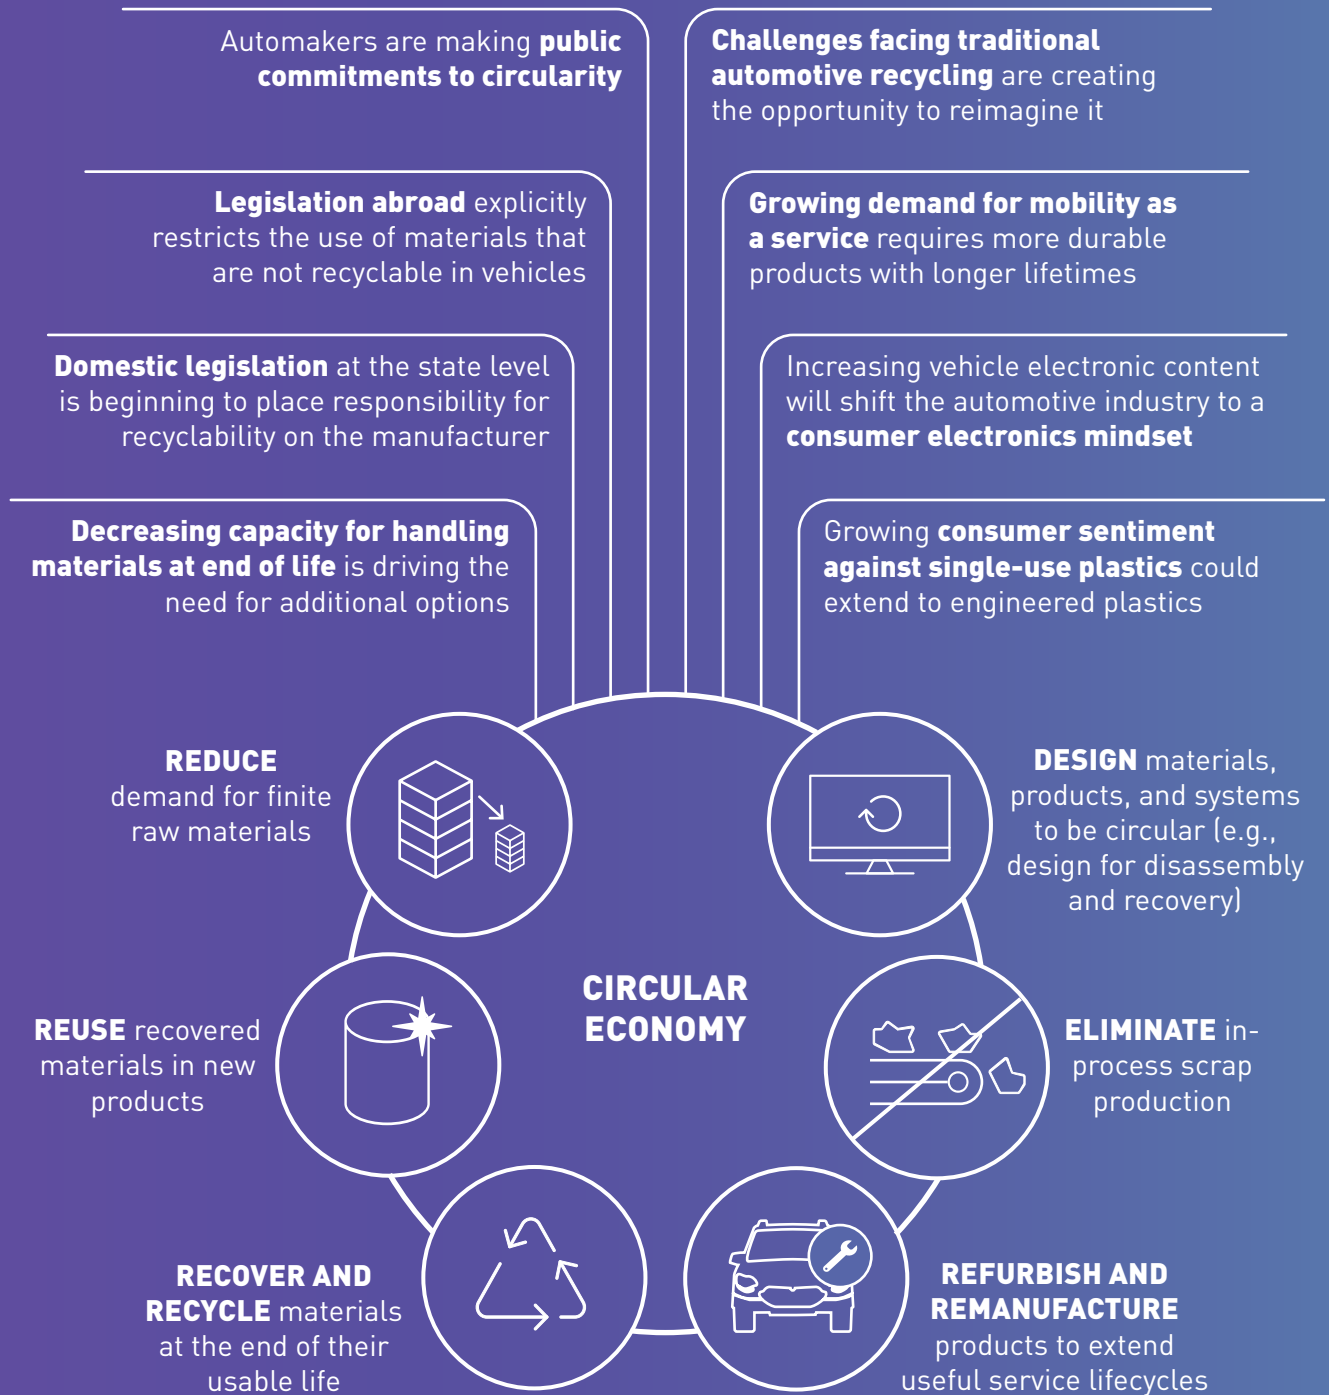 Automakers are making public
commitments to circularity
Challenges facing traditional
automotive recycling are creating
the opportunity to reimagine it
Legislation abroad explicitly
restricts the use of materials that
are not recyclable in vehicles
Growing demand for mobility as
a service requires more durable
products with longer lifetimes
Domestic legislation at the state level
is beginning to place responsibility for
recyclability on the manufacturer
Increasing vehicle electronic content
will shift the automotive industry to a
consumer electronics mindset
Decreasing capacity for handling
materials at end of life is driving the
need for additional options
Growing consumer sentiment
against single-use plastics could
extend to engineered plastics
REDUCE
demand for finite
raw materials
DESIGN materials,
products, and systems
to be circular (e.g.,
design for disassembly
and recovery)
CIRCULAR
ECONOMY
REUSE recovered
materials in new
products
ELIMINATE in-
process scrap
production
RECOVER AND
RECYCLE materials
at the end of their
usable life
REFURBISH AND
REMANUFACTURE
products to extend
useful service lifecycles